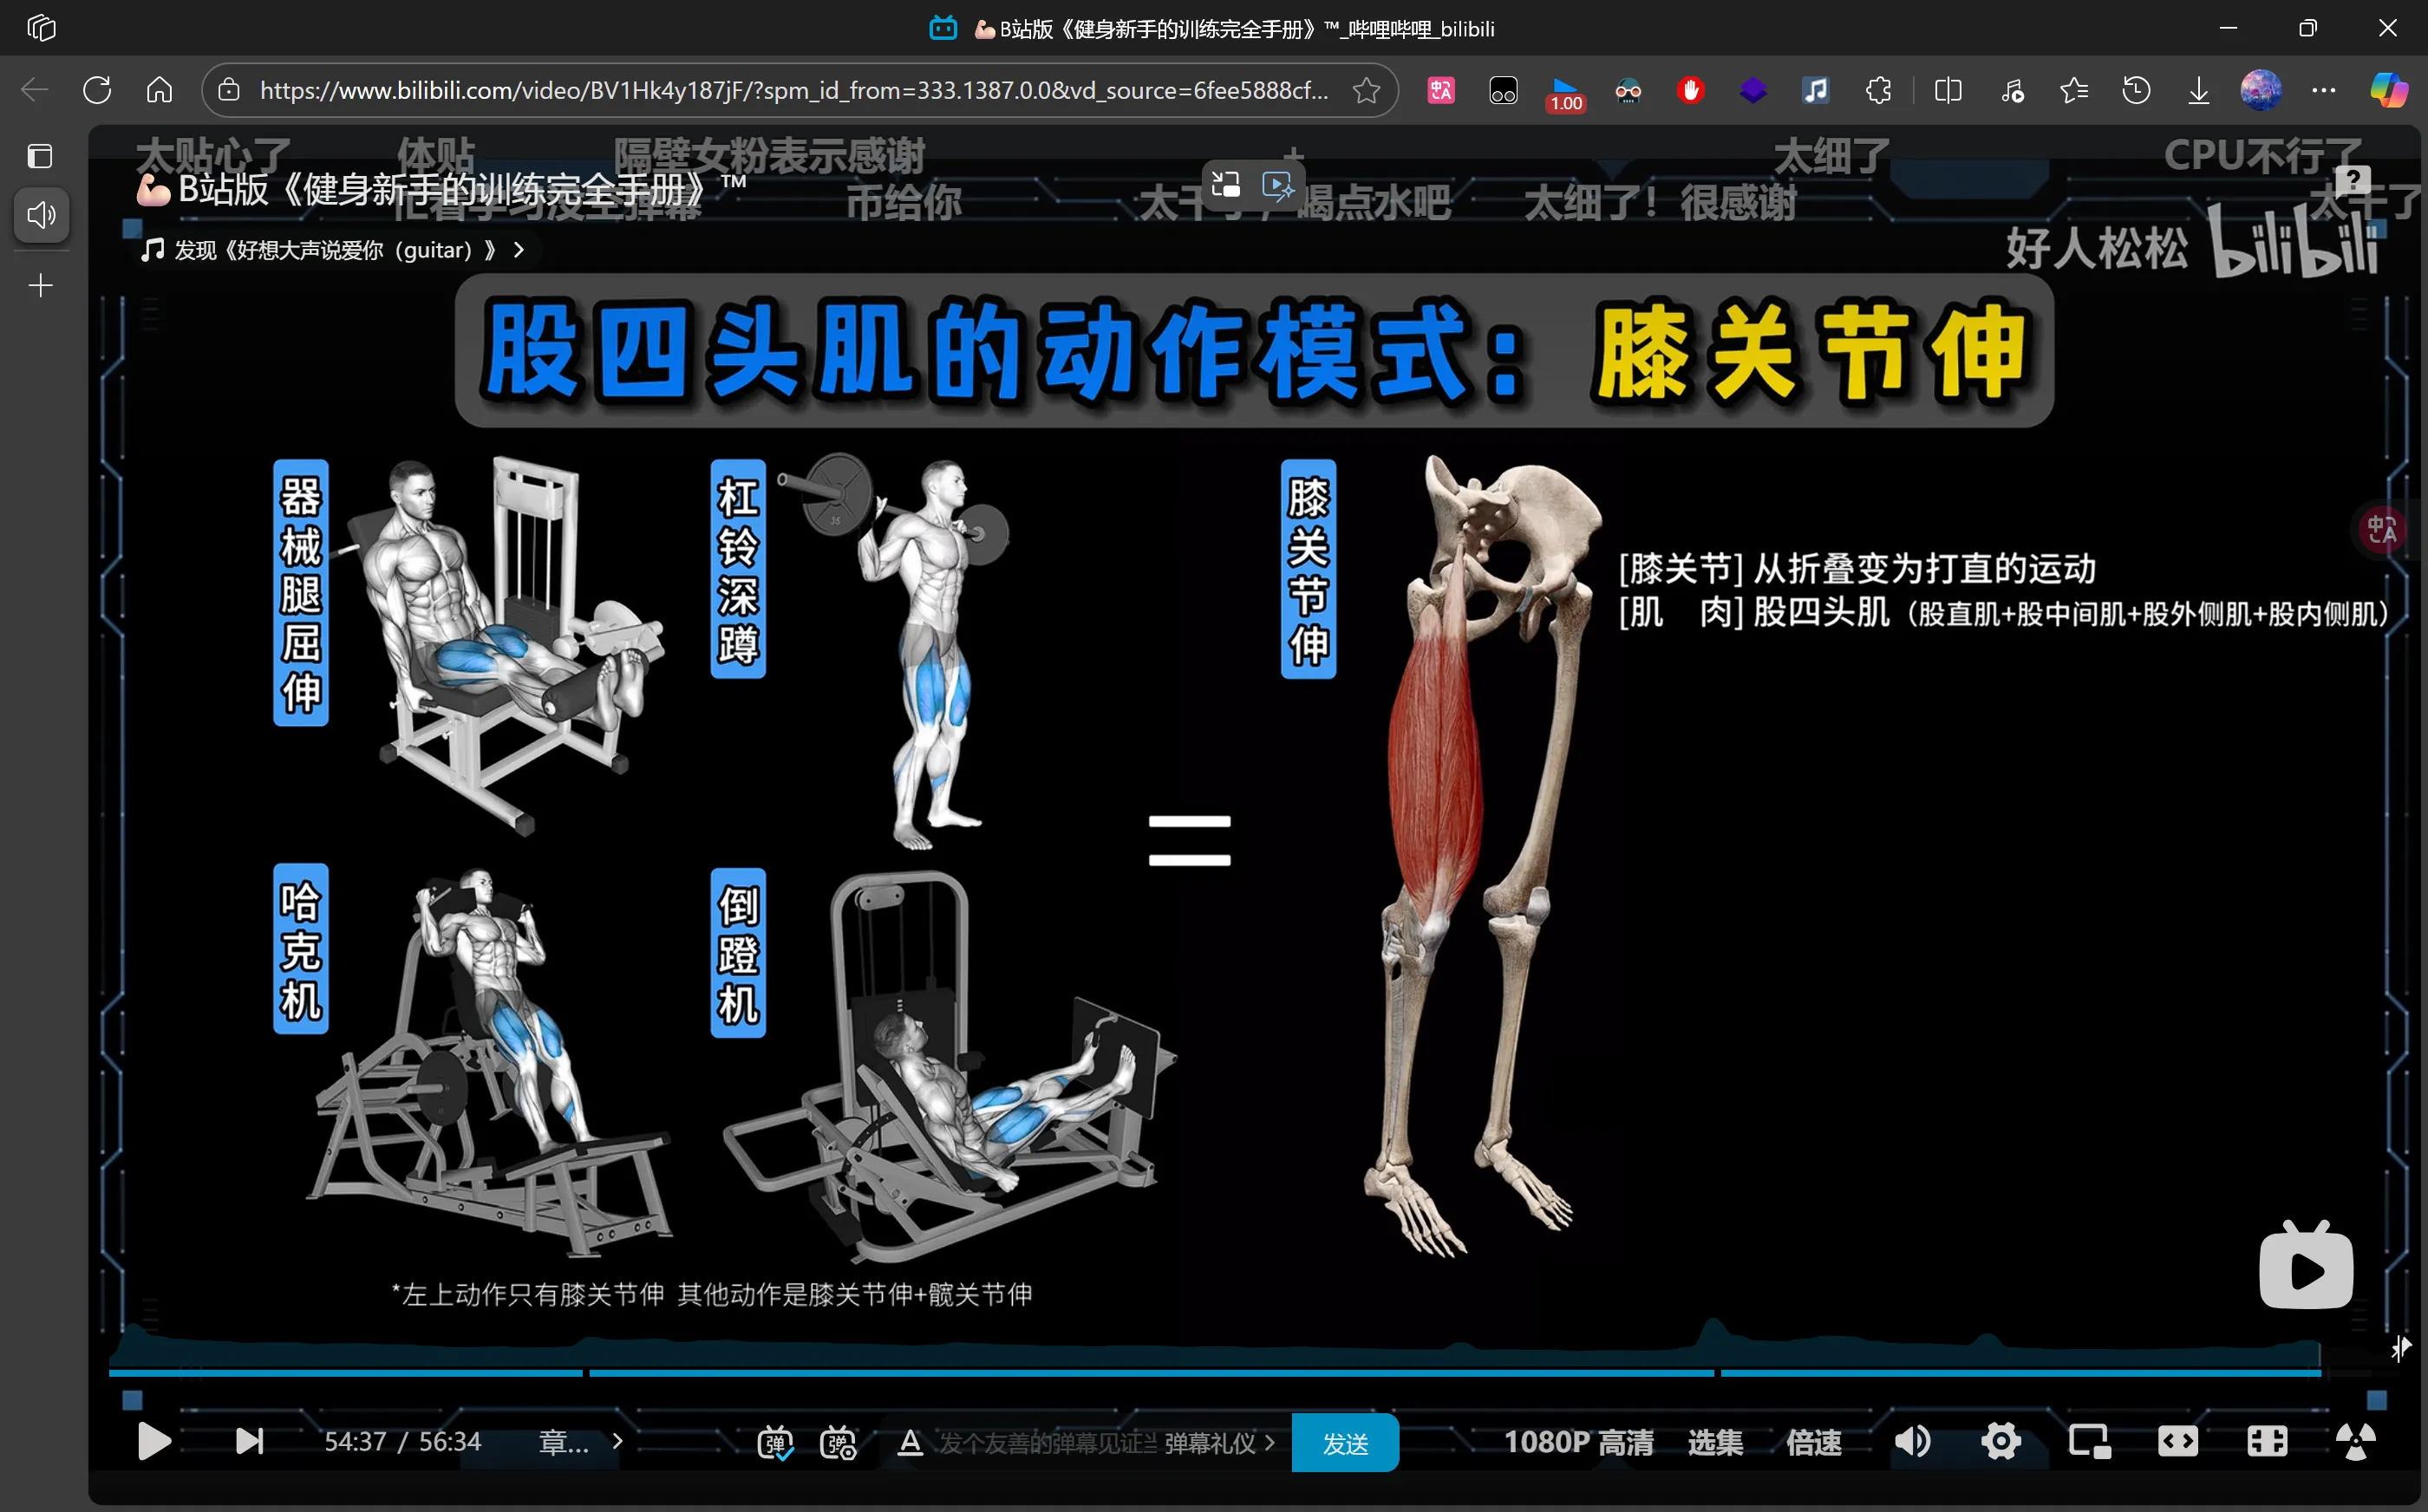 💪🏻B站版《健身新手的训练完全手册》™_哔哩哔哩_bilibili
https://www.bilibili.com/video/BV1Hk4y187jF/?spm_id_from=333.1387.0.0&vd_source=6fee5888cf...
1.00
太贴心了
体贴
隔壁女粉表示感谢
太细了
CPU不行了
💪🏻B站版《健身新手的训练完全手册》™
币给你
喝点水吧
太细了！很感谢
太干了
发现《好想大声说爱你（guitar）》 >
好人松松 bilibili
股四头肌的动作模式：膝关节伸
器械腿屈伸
杠铃深蹲
膝关节伸
[膝关节] 从折叠变为打直的运动
[肌 肉] 股四头肌（股直肌+股中间肌+股外侧肌+股内侧肌）
哈克机
倒蹬机
=
*左上动作只有膝关节伸 其他动作是膝关节伸+髋关节伸
54:37 / 56:34
章... >
发个友善的弹幕见证当
弹幕礼仪 >
发送
1080P 高清
选集
倍速